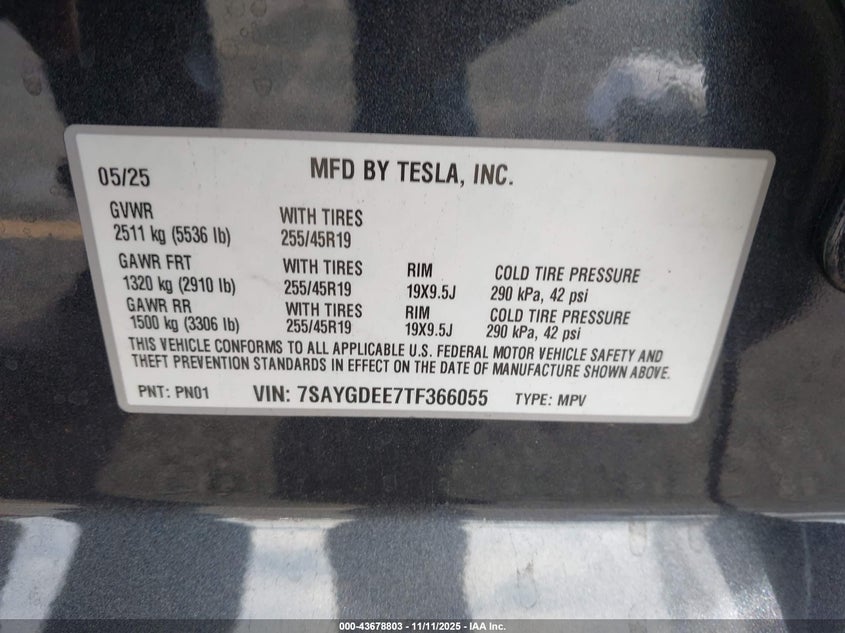 05/25 MFD BY TESLA, INC.
GVWR WITH TIRES
2511 kg (5536 lb) 255/45R19
GAWR FRT WITH TIRES RIM COLD TIRE PRESSURE
1320 kg (2910 lb) 255/45R19 19X9.5J 290 kPa, 42 psi
GAWR RR WITH TIRES RIM COLD TIRE PRESSURE
1500 kg (3306 lb) 255/45R19 19X9.5J 290 kPa, 42 psi
THIS VEHICLE CONFORMS TO ALL APPLICABLE U.S. FEDERAL MOTOR VEHICLE SAFETY AND
THEFT PREVENTION STANDARDS IN EFFECT ON THE DATE OF MANUFACTURE SHOWN ABOVE.
PNT: PN01 VIN: 7SAYGDEE7TF366055 TYPE: MPV
000-43678803 - 11/11/2025 - IAA Inc.